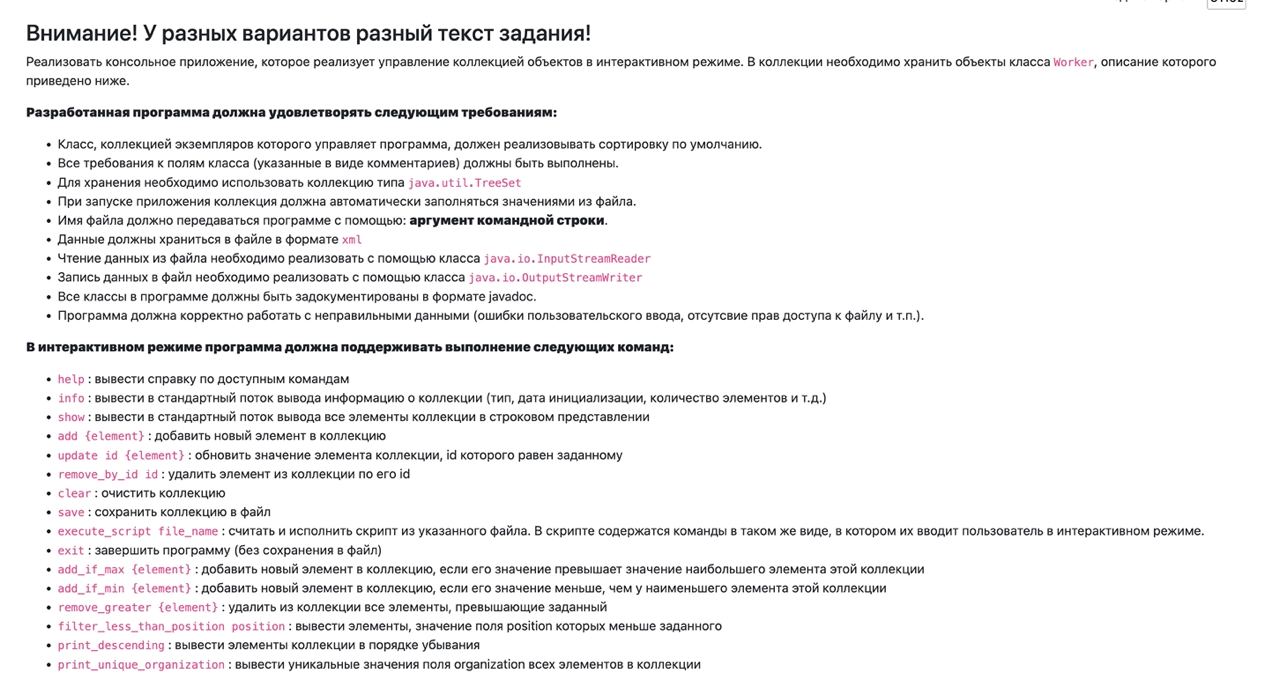 Внимание! У разных вариантов разный текст задания!
Реализовать консольное приложение, которое реализует управление коллекцией объектов в интерактивном режиме. В коллекции необходимо хранить объекты класса Worker, описание которого
приведено ниже.
Разработанная программа должна удовлетворять следующим требованиям:
• Класс, коллекцией экземпляров которого управляет программа, должен реализовывать сортировку по умолчанию.
• Все требования к полям класса (указанные в виде комментариев) должны быть выполнены.
• Для хранения необходимо использовать коллекцию типа java.util.TreeSet
• При запуске приложения коллекция должна автоматически заполняться значениями из файла.
• Имя файла должно передаваться программе с помощью: аргумент командной строки.
• Данные должны храниться в файле в формате xml
• Чтение данных из файла необходимо реализовать с помощью класса java.io.InputStreamReader
• Запись данных в файл необходимо реализовать с помощью класса java.io.OutputStreamWriter
• Все классы в программе должны быть задокументированы в формате javadoc.
• Программа должна корректно работать с неправильными данными (ошибки пользовательского ввода, отсутсвие прав доступа к файлу и т.п.).
В интерактивном режиме программа должна поддерживать выполнение следующих команд:
• help : вывести справку по доступным командам
• info : вывести в стандартный поток вывода информацию о коллекции (тип, дата инициализации, количество элементов и т.д.)
• show : вывести в стандартный поток вывода все элементы коллекции в строковом представлении
• add {element} : добавить новый элемент в коллекцию
• update id {element} : обновить значение элемента коллекции, id которого равен заданному
• remove_by_id id : удалить элемент из коллекции по его id
• clear : очистить коллекцию
• save : сохранить коллекцию в файл
• execute_script file_name : считать и исполнить скрипт из указанного файла. В скрипте содержатся команды в таком же виде, в котором их вводит пользователь в интерактивном режиме.
• exit : завершить программу (без сохранения в файл)
• add_if_max {element} : добавить новый элемент в коллекцию, если его значение превышает значение наибольшего элемента этой коллекции
• add_if_min {element} : добавить новый элемент в коллекцию, если его значение меньше, чем у наименьшего элемента этой коллекции
• remove_greater {element} : удалить из коллекции все элементы, превышающие заданный
• filter_less_than_position position : вывести элементы, значение поля position которых меньше заданного
• print_descending : вывести элементы коллекции в порядке убывания
• print_unique_organization : вывести уникальные значения поля organization всех элементов в коллекции